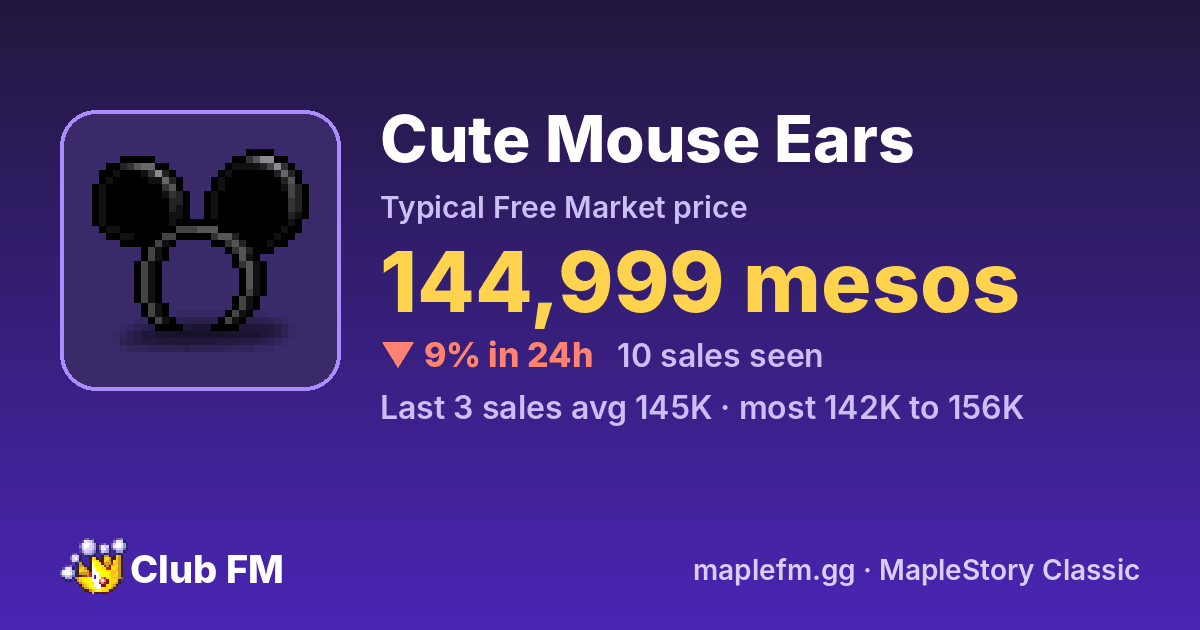 Cute Mouse Ears
Typical Free Market price
144,999 mesos
▼ 9% in 24h 10 sales seen
Last 3 sales avg 145K · most 142K to 156K
Club FM
maplefm.gg · MapleStory Classic